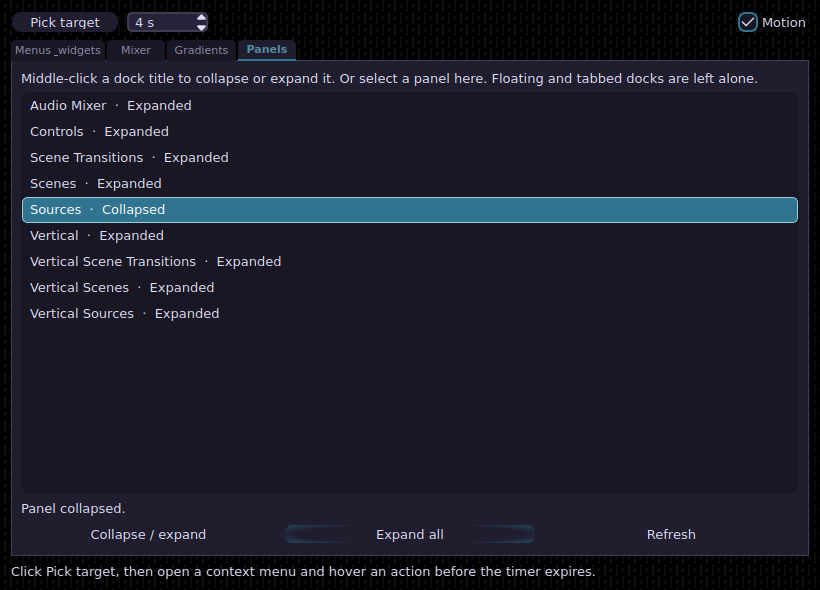 Pick target 4 s Motion
Menus _widgets Mixer Gradients Panels
Middle-click a dock title to collapse or expand it. Or select a panel here. Floating and tabbed docks are left alone.
Audio Mixer · Expanded
Controls · Expanded
Scene Transitions · Expanded
Scenes · Expanded
Sources · Collapsed
Vertical · Expanded
Vertical Scene Transitions · Expanded
Vertical Scenes · Expanded
Vertical Sources · Expanded
Panel collapsed.
Collapse / expand Expand all Refresh
Click Pick target, then open a context menu and hover an action before the timer expires.